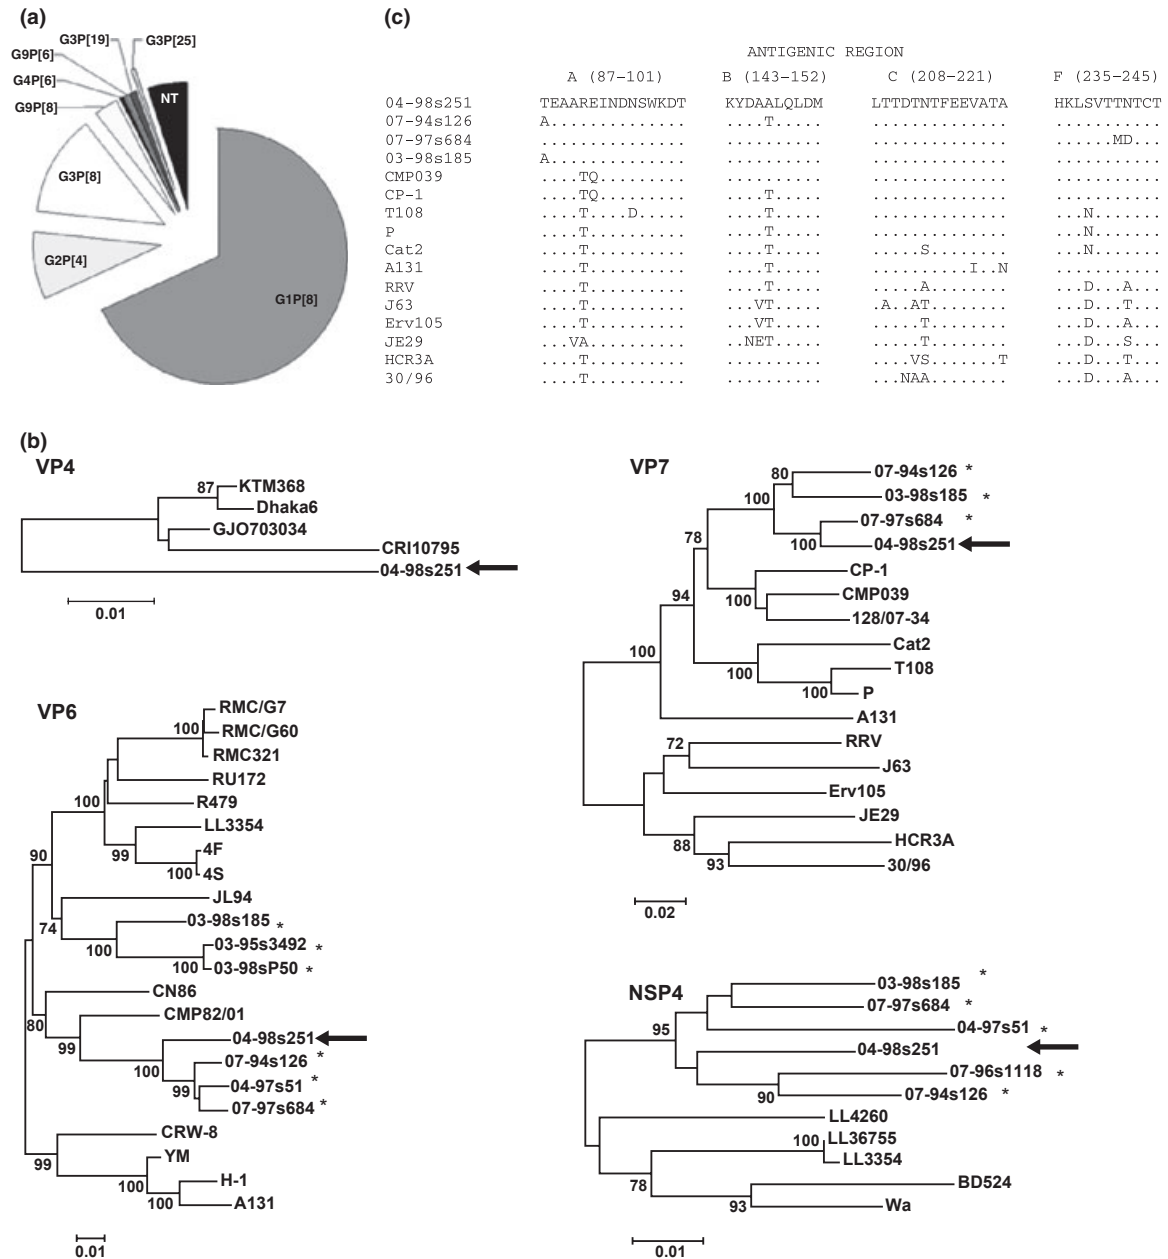 (a)
G3P[19]
G3P[25]
G9P[6]
G4P[6]
G9P[8]
NT
G3P[8]
G2P[4]
G1P[8]
(c)
ANTIGENIC REGION
A (87–101) B (143–152) C (208–221) F (235–245)
04-98s251 TEAAREINDNSWKDT KYDAALQLDM LTTDTNTFEEVATA HKLSVTTNTCT
07-94s126 A.............. ....T..... .............. ...........
07-97s684 ............... .......... .............. ......MD...
03-98s185 A.............. .......... .............. ...........
CMP039 ....TQ......... .......... .............. ...........
CP-1 ....TQ......... ....T..... .............. ...........
T108 ....T....D..... ....T..... .............. ...N.......
P ....T.......... ....T..... .............. ...N.......
Cat2 ....T.......... ....T..... .....S........ ...N.......
A131 ....T.......... ....T..... ..........I..N ...........
RRV ....T.......... ....T..... .....A........ ...D...A...
J63 ....T.......... ...VT..... A..AT......... ...D...T...
Erv105 ....T.......... ...VT..... .....T........ ...D...A...
JE29 ...VA.......... ..NET..... .....T........ ...D...S...
HCR3A ....T.......... .......... ....VS.......T ...D...T...
30/96 ....T.......... .......... ...NAA........ ...D...A...
(b)
VP4
87
KTM368
Dhaka6
GJO703034
CRI10795
04-98s251
0.01
VP6
RMC/G7
100
RMC/G60
RMC321
RU172
100
R479
LL3354
99
4F
100
4S
90
JL94
74
03-98s185 *
100
03-95s3492 *
100
03-98sP50 *
CN86
80
CMP82/01
99
04-98s251
100
07-94s126 *
99
04-97s51 *
07-97s684 *
CRW-8
99
YM
100
H-1
100
A131
0.01
VP7
80
07-94s126 *
100
03-98s185 *
07-97s684 *
78
100
04-98s251
CP-1
94
100
CMP039
128/07-34
Cat2
100
100
T108
100
P
A131
RRV
72
J63
Erv105
JE29
88
HCR3A
93
30/96
0.02
NSP4
03-98s185 *
07-97s684 *
95
04-97s51 *
04-98s251
07-96s1118 *
90
07-94s126 *
LL4260
100
LL36755
LL3354
78
BD524
93
Wa
0.01